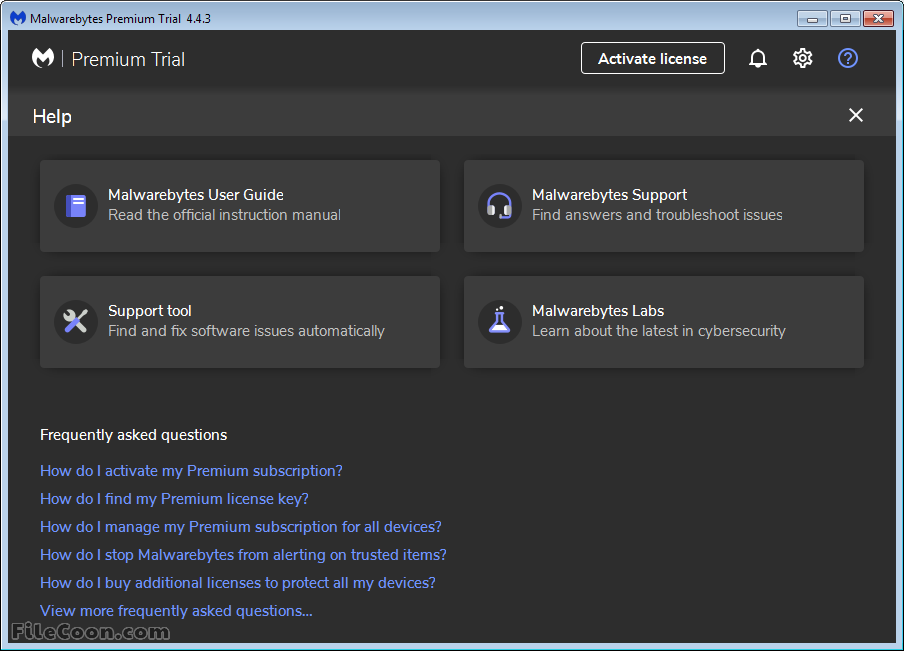 Malwarebytes Premium Trial 4.4.3
Premium Trial
Activate license
Help
Malwarebytes User Guide
Read the official instruction manual
Malwarebytes Support
Find answers and troubleshoot issues
Support tool
Find and fix software issues automatically
Malwarebytes Labs
Learn about the latest in cybersecurity
Frequently asked questions
How do I activate my Premium subscription?
How do I find my Premium license key?
How do I manage my Premium subscription for all devices?
How do I stop Malwarebytes from alerting on trusted items?
How do I buy additional licenses to protect all my devices?
View more frequently asked questions...
FileCoon.com